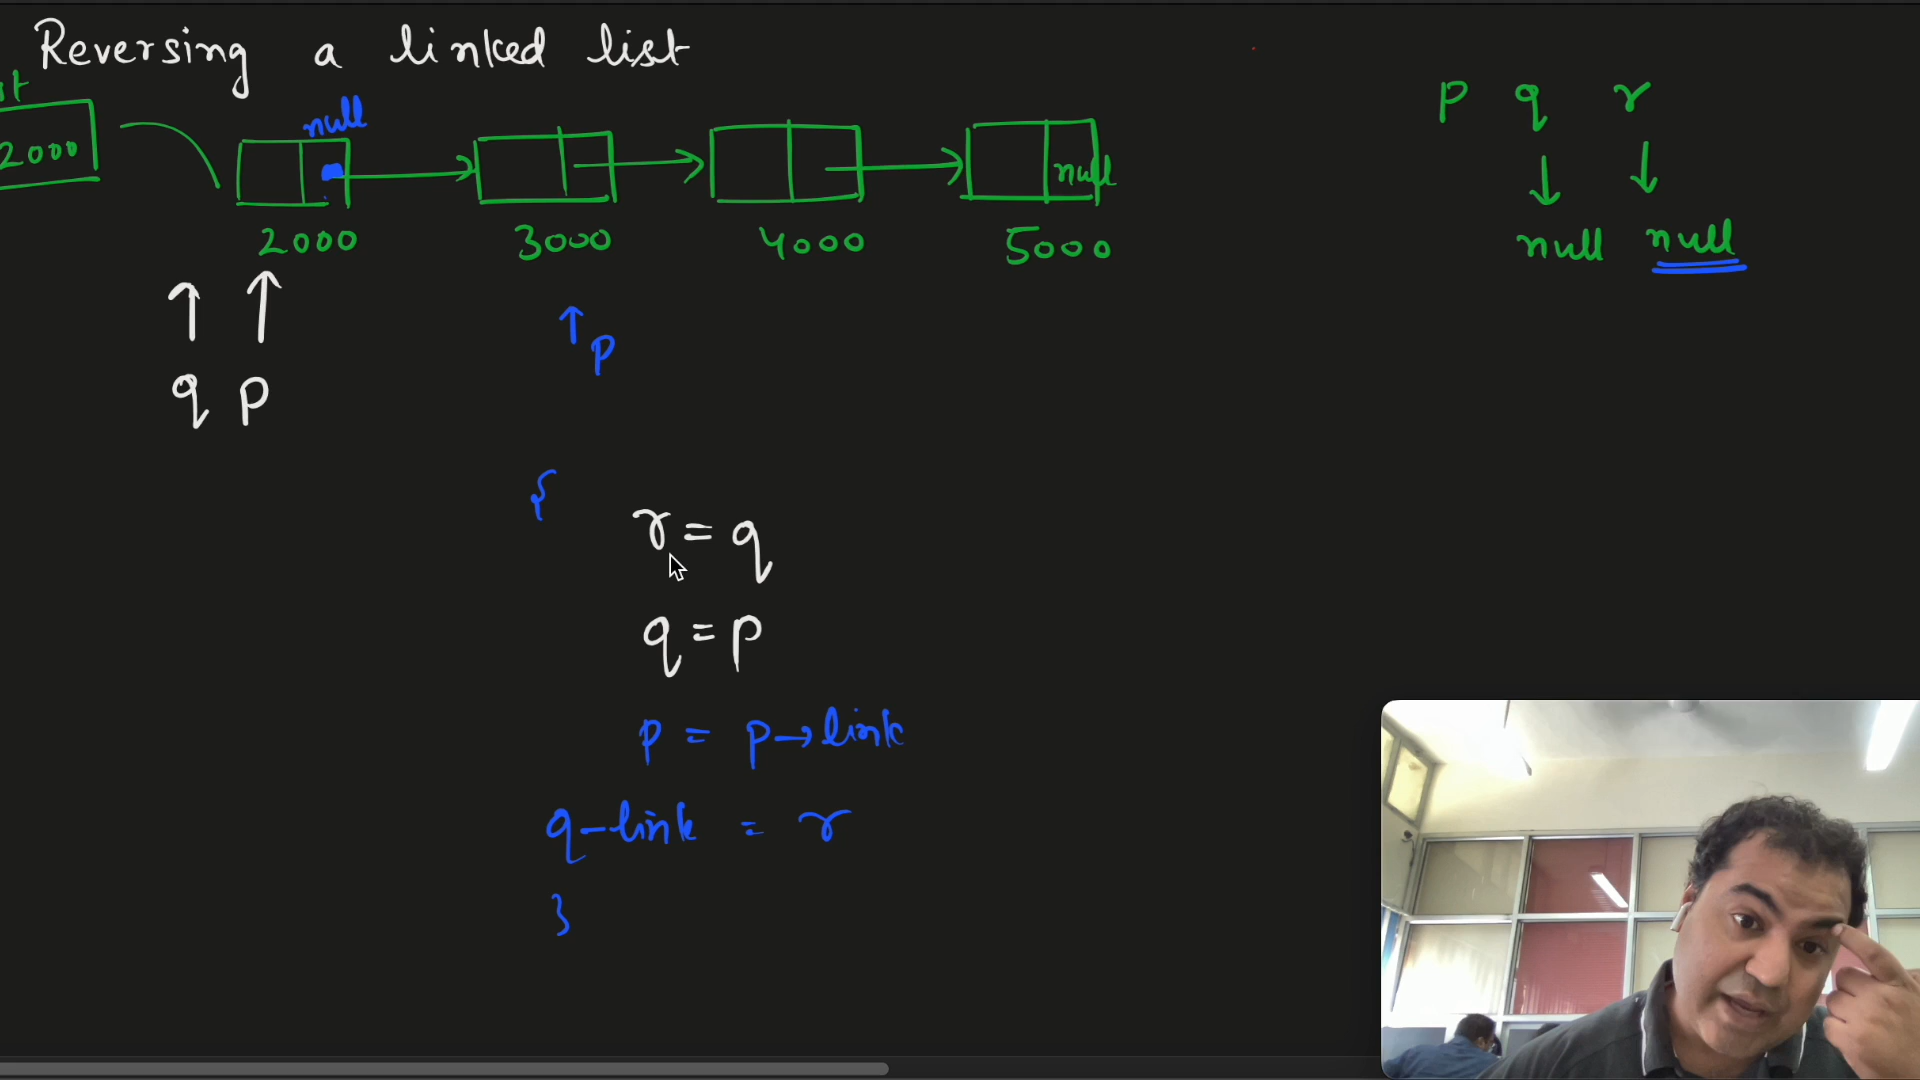 Reversing a linked list
2000
null
null
2000 3000 4000 5000
p q r
null null
q p
p
{
r = q
q = p
p = p→link
q–link = r
}